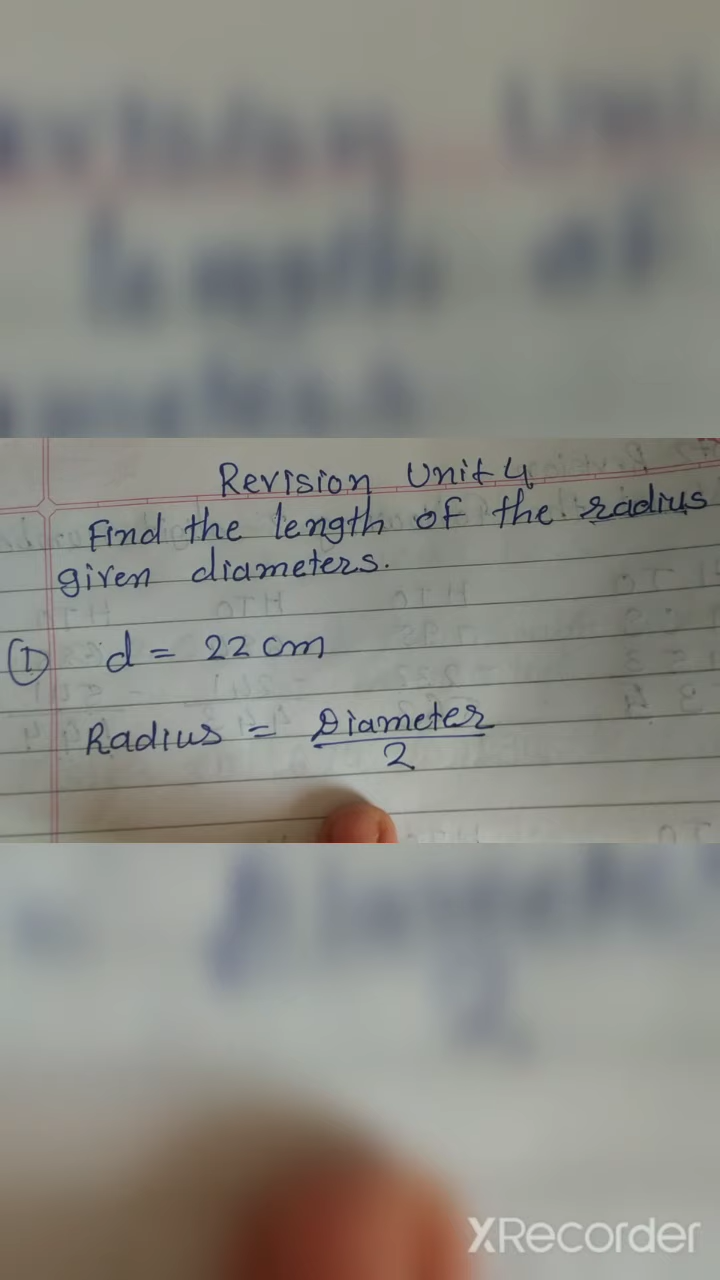 Revision Unit 4
Find the length of the radius
given diameters.
① d = 22 cm
Radius = Diameter
2
XRecorder